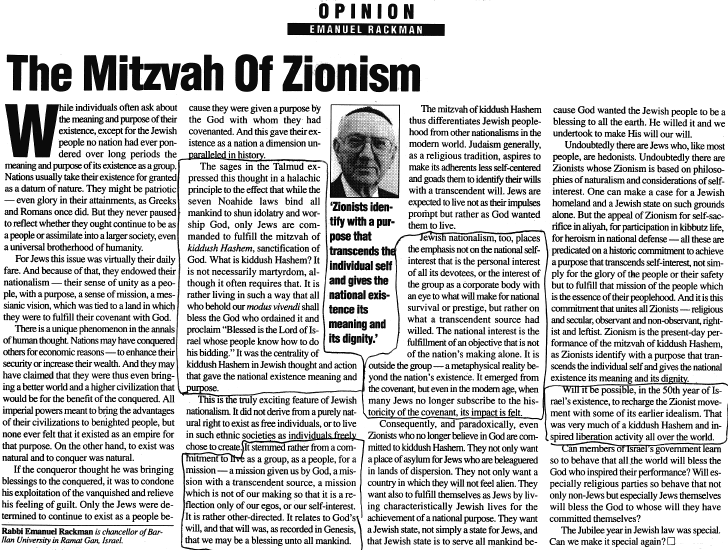 OPINION
EMANUEL RACKMAN
The Mitzvah Of Zionism
While individuals often ask about
the meaning and purpose of their
existence, except for the Jewish
people no nation had ever pon-
dered over long periods the
meaning and purpose of its existence as a group.
Nations usually take their existence for granted
as a datum of nature. They might be patriotic
— even glory in their attainments, as Greeks
and Romans once did. But they never paused
to reflect whether they ought continue to be as
a people or assimilate into a larger society, even
a universal brotherhood of humanity.
For Jews this issue was virtually their daily
fare. And because of that, they endowed their
nationalism — their sense of unity as a peo-
ple, with a purpose, a sense of mission, a mes-
sianic vision, which was tied to a land in which
they were to fulfill their covenant with God.
There is a unique phenomenon in the annals
of human thought. Nations may have conquered
others for economic reasons — to enhance their
security or increase their wealth. And they may
have claimed that they were thus even bring-
ing a better world and a higher civilization that
would be for the benefit of the conquered. All
imperial powers meant to bring the advantages
of their civilizations to benighted people, but
none ever felt that it existed as an empire for
that purpose. On the other hand, to exist was
natural and to conquer was natural.
If the conqueror thought he was bringing
blessings to the conquered, it was to condone
his exploitation of the vanquished and relieve
his feeling of guilt. Only the Jews were de-
termined to continue to exist as a people be-
Rabbi Emanuel Rackman is chancellor of Bar-
Ilan University in Ramat Gan, Israel.
cause they were given a purpose by
the God with whom they had
covenanted. And this gave their ex-
istence as a nation a dimension un-
paralleled in history.
The sages in the Talmud ex-
pressed this thought in a halachic
principle to the effect that while the
seven Noahide laws bind all
mankind to shun idolatry and wor-
ship God, only Jews are com-
manded to fulfill the mitzvah of
kiddush Hashem, sanctification of
God. What is kiddush Hashem? It
is not necessarily martyrdom, al-
though it often requires that. It is
rather living in such a way that all
who behold our modus vivendi shall
bless the God who ordained it and
proclaim "Blessed is the Lord of Is-
rael whose people know how to do
his bidding." It was the centrality of
kiddush Hashem in Jewish thought and action
that gave the national existence meaning and
purpose.
This is the truly exciting feature of Jewish
nationalism. It did not derive from a purely nat-
ural right to exist as free individuals, or to live
in such ethnic societies as individuals freely
chose to create. It stemmed rather from a com-
mitment to live as a group, as a people, for a
mission — a mission given us by God, a mis-
sion with a transcendent source, a mission
which is not of our making so that it is a re-
flection only of our egos, or our self-interest.
It is rather other-directed. It relates to God's
will, and that will was, as recorded in Genesis,
that we may be a blessing unto all mankind.
'Zionists iden-
tify with a pur-
pose that
transcends the
individual self
and gives the
national exis-
tence its
meaning and
its dignity.'
The mitzvah of kiddush Hashem
thus differentiates Jewish people-
hood from other nationalisms in the
modern world. Judaism generally,
as a religious tradition, aspires to
make its adherents less self-centered
and goads them to identify their wills
with a transcendent will. Jews are
expected to live not as their impulses
prompt but rather as God wanted
them to live.
Jewish nationalism, too, places
the emphasis not on the national self-
interest that is the personal interest
of all its devotees, or the interest of
the group as a corporate body with
an eye to what will make for national
survival or prestige, but rather on
what a transcendent source had
willed. The national interest is the
fulfillment of an objective that is not
of the nation's making alone. It is
outside the group — a metaphysical reality be-
yond the nation's existence. It emerged from
the covenant, but even in the modern age, when
many Jews no longer subscribe to the his-
toricity of the covenant, its impact is felt.
Consequently, and paradoxically, even
Zionists who no longer believe in God are com-
mitted to kiddush Hashem. They not only want
a place of asylum for Jews who are beleaguered
in lands of dispersion. They not only want a
country in which they will not feel alien. They
want also to fulfill themselves as Jews by liv-
ing characteristically Jewish lives for the
achievement of a national purpose. They want
a Jewish state, not simply a state for Jews, and
that Jewish state is to serve all mankind be-
cause God wanted the Jewish people to be a
blessing to all the earth. He willed it and we
undertook to make His will our will.
Undoubtedly there are Jews who, like most
people, are hedonists. Undoubtedly there are
Zionists whose Zionism is based on philoso-
phies of naturalism and considerations of self-
interest. One can make a case for a Jewish
homeland and a Jewish state on such grounds
alone. But the appeal of Zionism for self-sac-
rifice in aliyah, for participation in kibbutz life,
for heroism in national defense — all these are
predicated on a historic commitment to achieve
a purpose that transcends self-interest, not sim-
ply for the glory of the people or their safety
but to fulfill that mission of the people which
is the essence of their peoplehood. And it is this
commitment that unites all Zionists — religious
and secular, observant and non-observant, right-
ist and leftist. Zionism is the present-day per-
formance of the mitzvah of kiddush Hashem,
as Zionists identify with a purpose that tran-
scends the individual self and gives the national
existence its meaning and its dignity.
Will it be possible, in the 50th year of Is-
rael's existence, to recharge the Zionist move-
ment with some of its earlier idealism. That
was very much of a kiddush Hashem and in-
spired liberation activity all over the world.
Can members of Israel's government learn
so to behave that all the world will bless the
God who inspired their performance? Will es-
pecially religious parties so behave that not
only non-Jews but especially Jews themselves
will bless the God to whose will they have
committed themselves?
The Jubilee year in Jewish law was special.
Can we make it special again? □